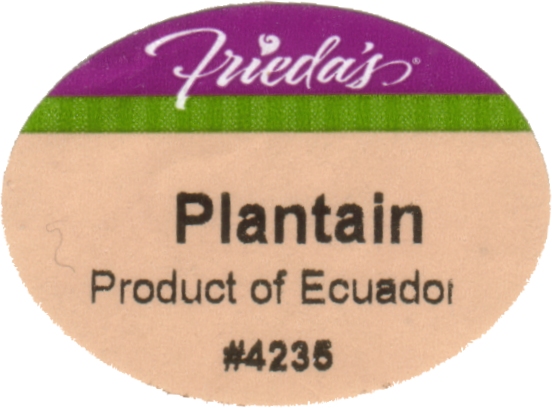 Frieda's®
Plantain
Product of Ecuador
#4235